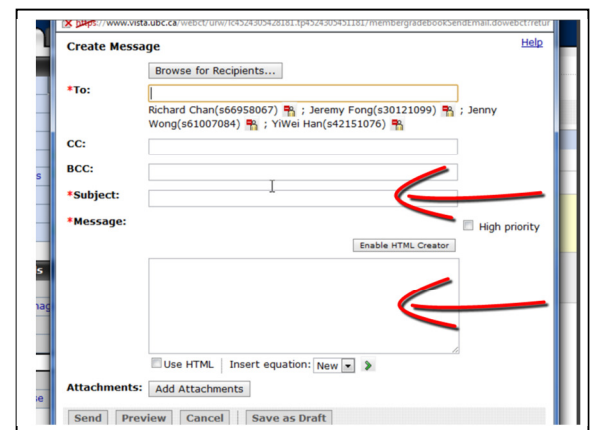 https://www.vista.ubc.ca/webct/urw/lc4524305428181.tp4524305451181/membergradebookSendEmail.dowebct?retur
Create Message
Help
Browse for Recipients...
*To:
Richard Chan(s66958067) ; Jeremy Fong(s30121099) ; Jenny
Wong(s61007084) ; YiWei Han(s42151076)
CC:
BCC:
*Subject:
*Message:
High priority
Enable HTML Creator
Use HTML | Insert equation: New
Attachments: Add Attachments
Send Preview Cancel | Save as Draft